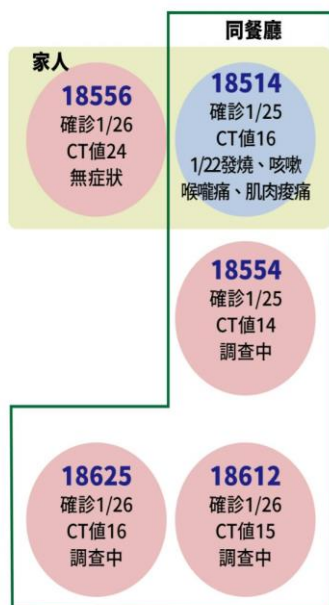 同餐廳
家人
18556
確診1/26
CT值24
無症狀
18514
確診1/25
CT值16
1/22發燒、咳嗽
喉嚨痛、肌肉痠痛
18554
確診1/25
CT值14
調查中
18625
確診1/26
CT值16
調查中
18612
確診1/26
CT值15
調查中